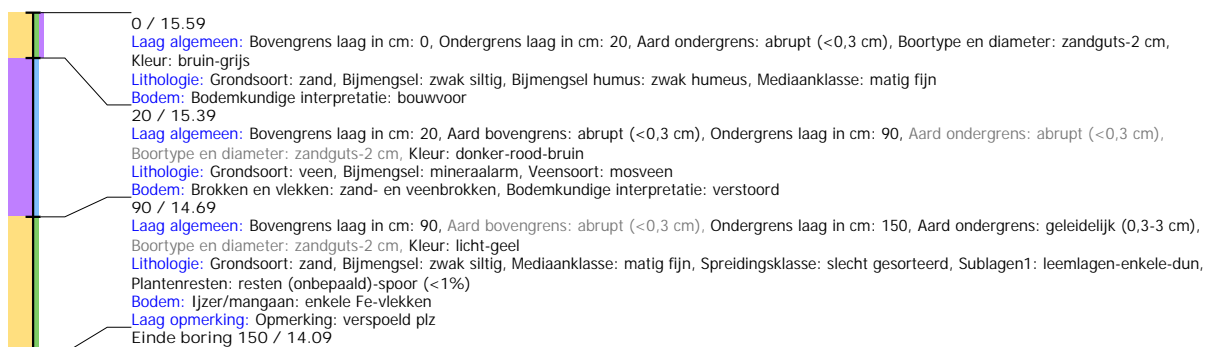 0 / 15.59
Laag algemeen: Bovengrens laag in cm: 0, Ondergrens laag in cm: 20, Aard ondergrens: abrupt (<0,3 cm), Boortype en diameter: zandguts-2 cm,
Kleur: bruin-grijs
Lithologie: Grondsoort: zand, Bijmengsel: zwak siltig, Bijmengsel humus: zwak humeus, Mediaanklasse: matig fijn
Bodem: Bodemkundige interpretatie: bouwvoor
20 / 15.39
Laag algemeen: Bovengrens laag in cm: 20, Aard bovengrens: abrupt (<0,3 cm), Ondergrens laag in cm: 90, Aard ondergrens: abrupt (<0,3 cm),
Boortype en diameter: zandguts-2 cm, Kleur: donker-rood-bruin
Lithologie: Grondsoort: veen, Bijmengsel: mineraalarm, Veensoort: mosveen
Bodem: Brokken en vlekken: zand- en veenbrokken, Bodemkundige interpretatie: verstoord
90 / 14.69
Laag algemeen: Bovengrens laag in cm: 90, Aard bovengrens: abrupt (<0,3 cm), Ondergrens laag in cm: 150, Aard ondergrens: geleidelijk (0,3-3 cm),
Boortype en diameter: zandguts-2 cm, Kleur: licht-geel
Lithologie: Grondsoort: zand, Bijmengsel: zwak siltig, Mediaanklasse: matig fijn, Spreidingsklasse: slecht gesorteerd, Sublagen1: leemlagen-enkele-dun,
Plantenresten: resten (onbepaald)-spoor (<1%)
Bodem: Ijzer/mangaan: enkele Fe-vlekken
Laag opmerking: Opmerking: verspoeld plz
Einde boring 150 / 14.09